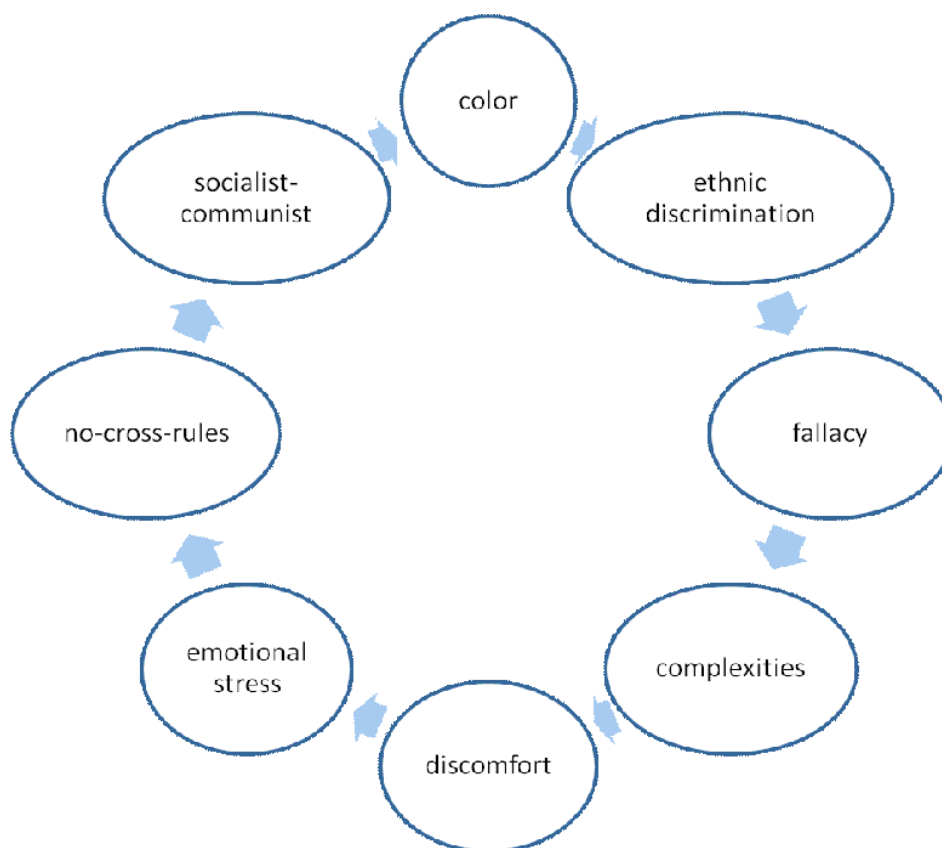 color
ethnic
discrimination
fallacy
complexities
discomfort
emotional
stress
no-cross-rules
socialist-
communist